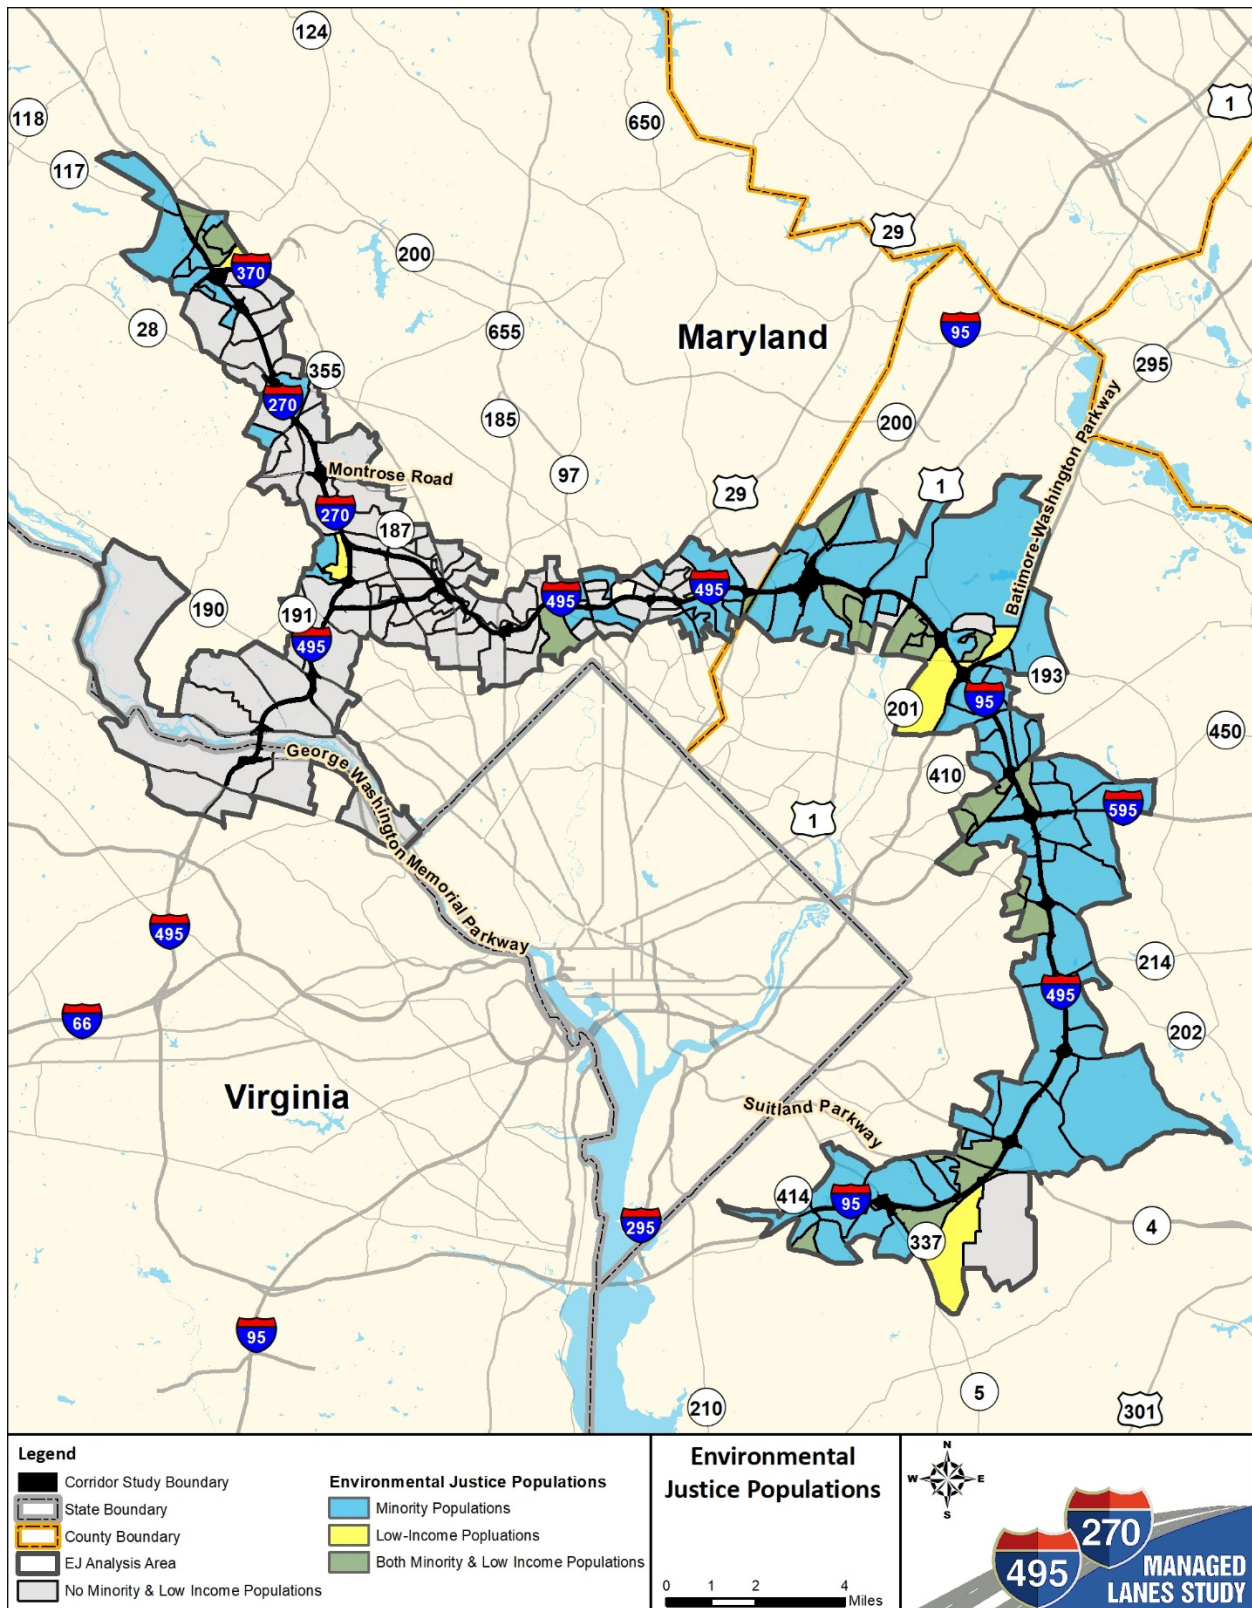 124
118
650
1
117
29
370
200
28
655
95
Maryland
355
295
270
185
200
Batimore-Washington Parkway
Montrose Road
97
1
29
270
187
495
495
190
191
495
193
201
95
450
George Washington Memorial Parkway
410
595
1
495
214
495
66
202
Virginia
Suitland Parkway
414
95
295
337
4
95
5
210
301
Legend
Corridor Study Boundary
State Boundary
County Boundary
EJ Analysis Area
No Minority & Low Income Populations
Environmental Justice Populations
Minority Populations
Low-Income Popluations
Both Minority & Low Income Populations
Environmental
Justice Populations
0 1 2 4
Miles
N
W E
S
270
495
MANAGED
LANES STUDY